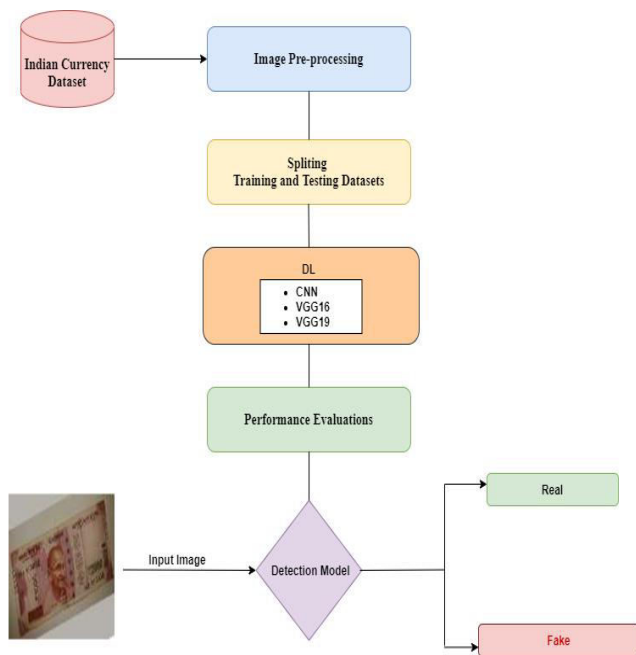 Indian Currency
Dataset
Image Pre-processing
Spliting
Training and Testing Datasets
DL
• CNN
• VGG16
• VGG19
Performance Evaluations
Input Image
Detection Model
Real
Fake